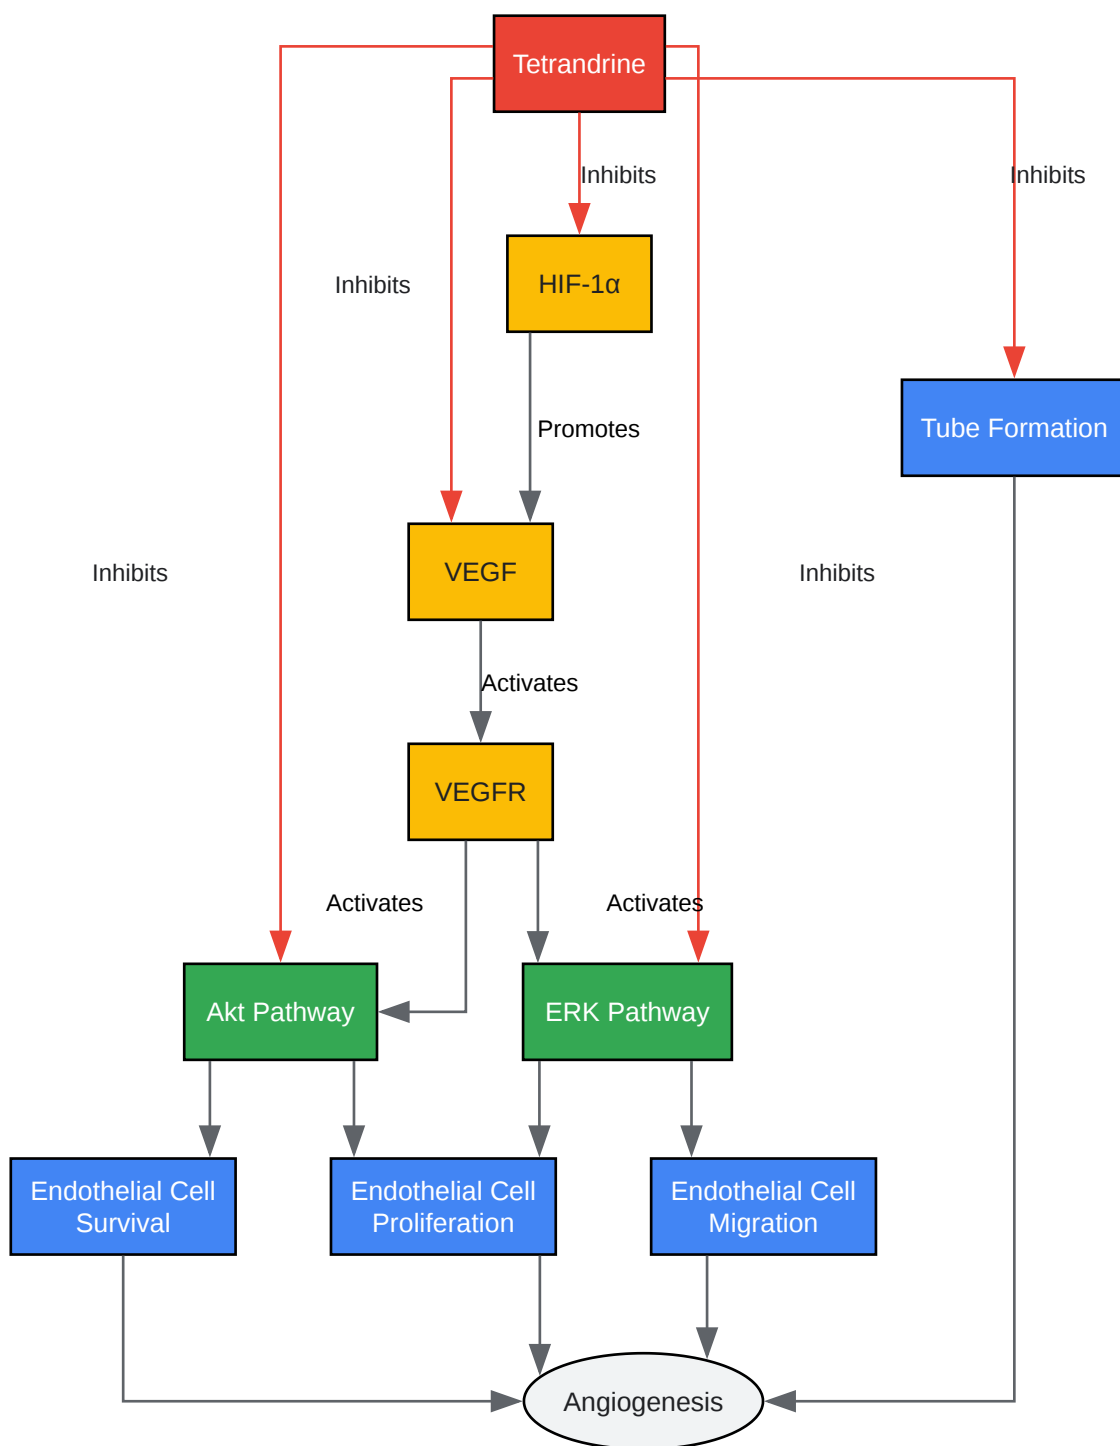 Tetrandrine
Inhibits
Inhibits
Inhibits
HIF-1α
Promotes
Tube Formation
VEGF
Inhibits
Inhibits
Activates
VEGFR
Activates
Activates
Akt Pathway
ERK Pathway
Endothelial Cell
Survival
Endothelial Cell
Proliferation
Endothelial Cell
Migration
Angiogenesis